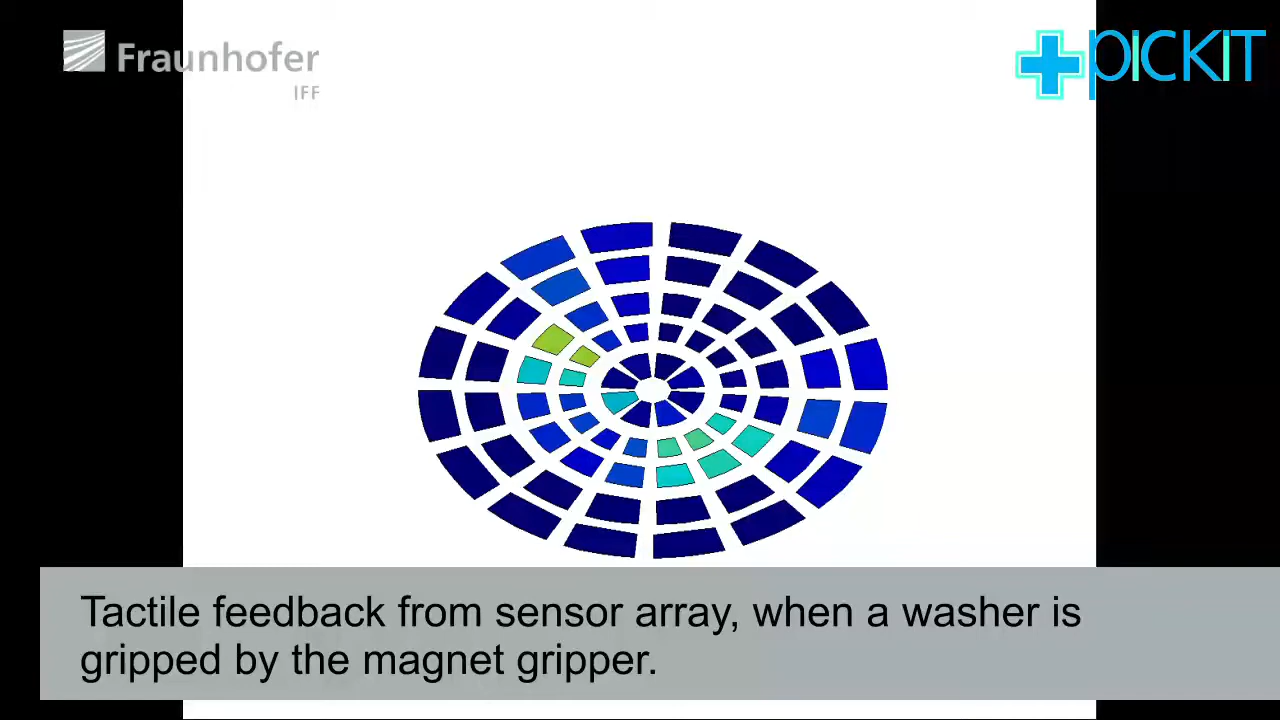 Fraunhofer
IFF
PiCKiT
Tactile feedback from sensor array, when a washer is
gripped by the magnet gripper.